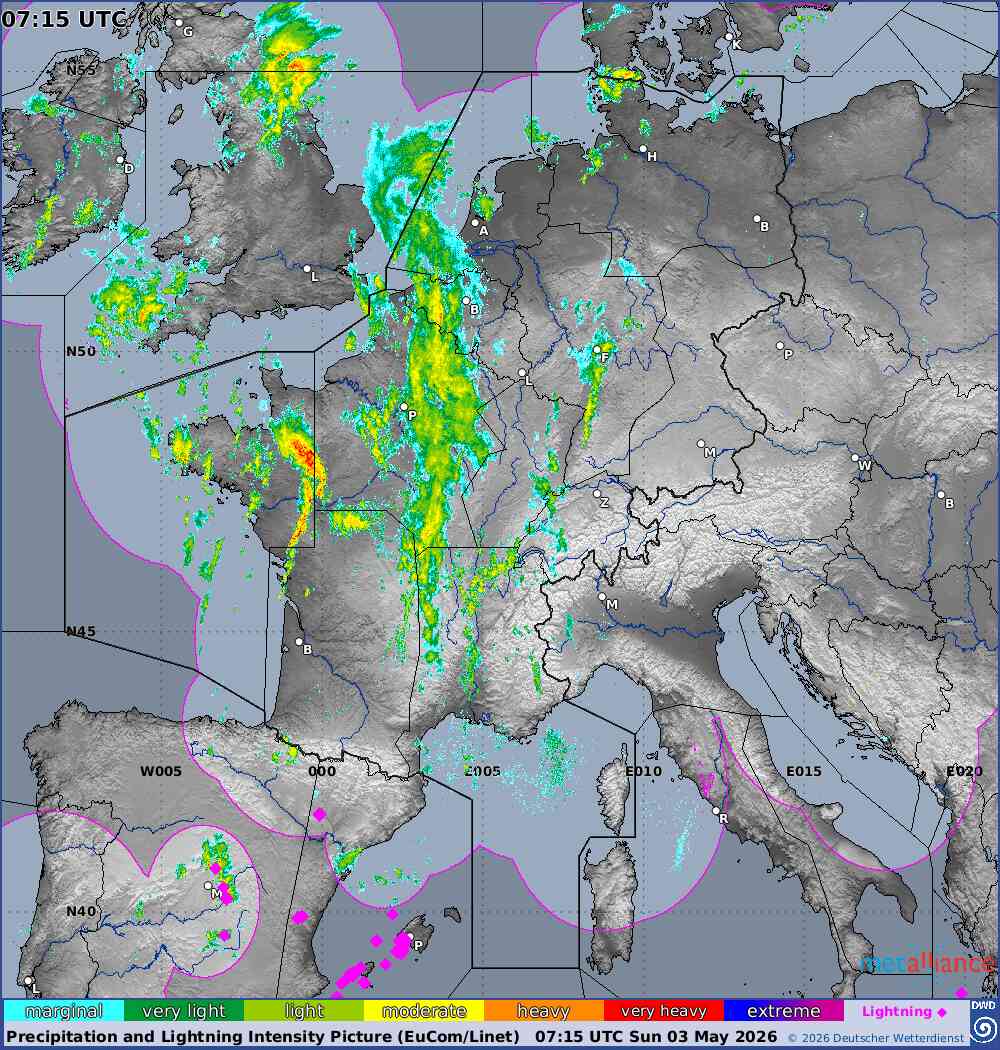 07:15 UTC
G
K
N55
H
D
A
B
L
B
N50
P
F
L
P
M
W
Z
B
M
N45
B
W005
000
E005
E010
E015
E020
R
M
N40
P
metalliance
L
marginal very light light moderate heavy very heavy extreme Lightning
DWD
Precipitation and Lightning Intensity Picture (EuCom/Linet) 07:15 UTC Sun 03 May 2026 © 2026 Deutscher Wetterdienst